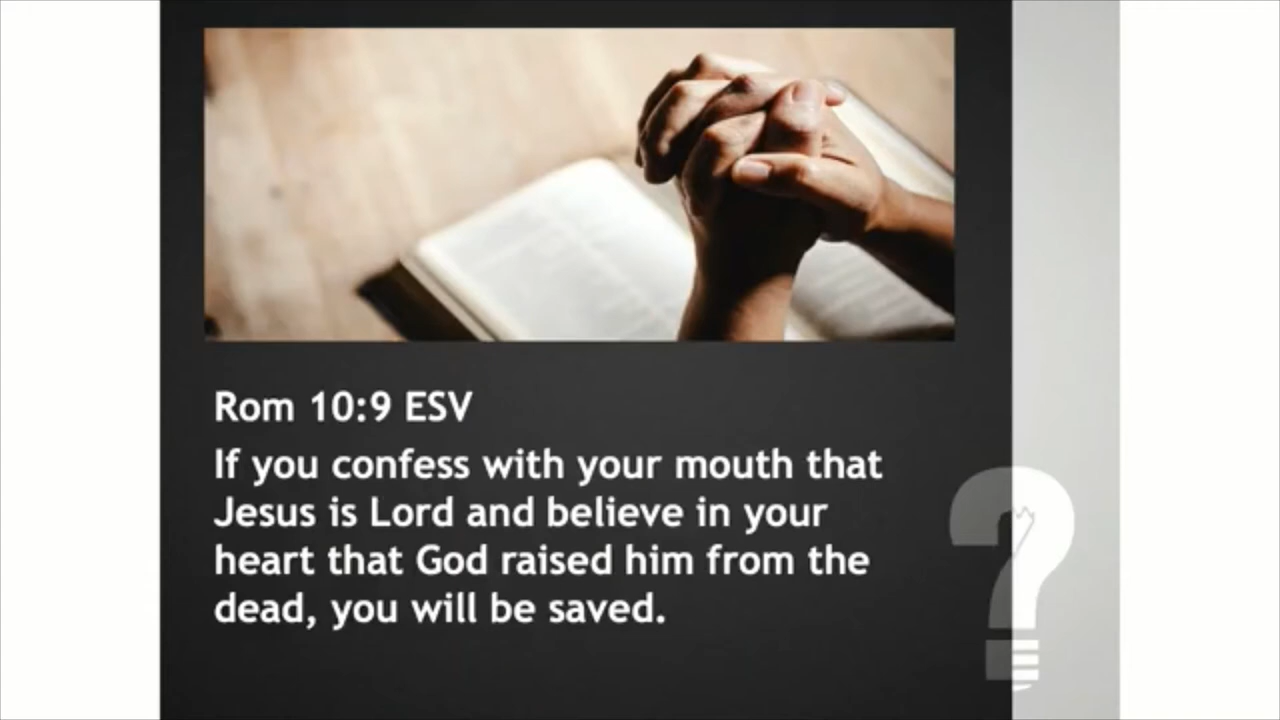 Rom 10:9 ESV
If you confess with your mouth that
Jesus is Lord and believe in your
heart that God raised him from the
dead, you will be saved.